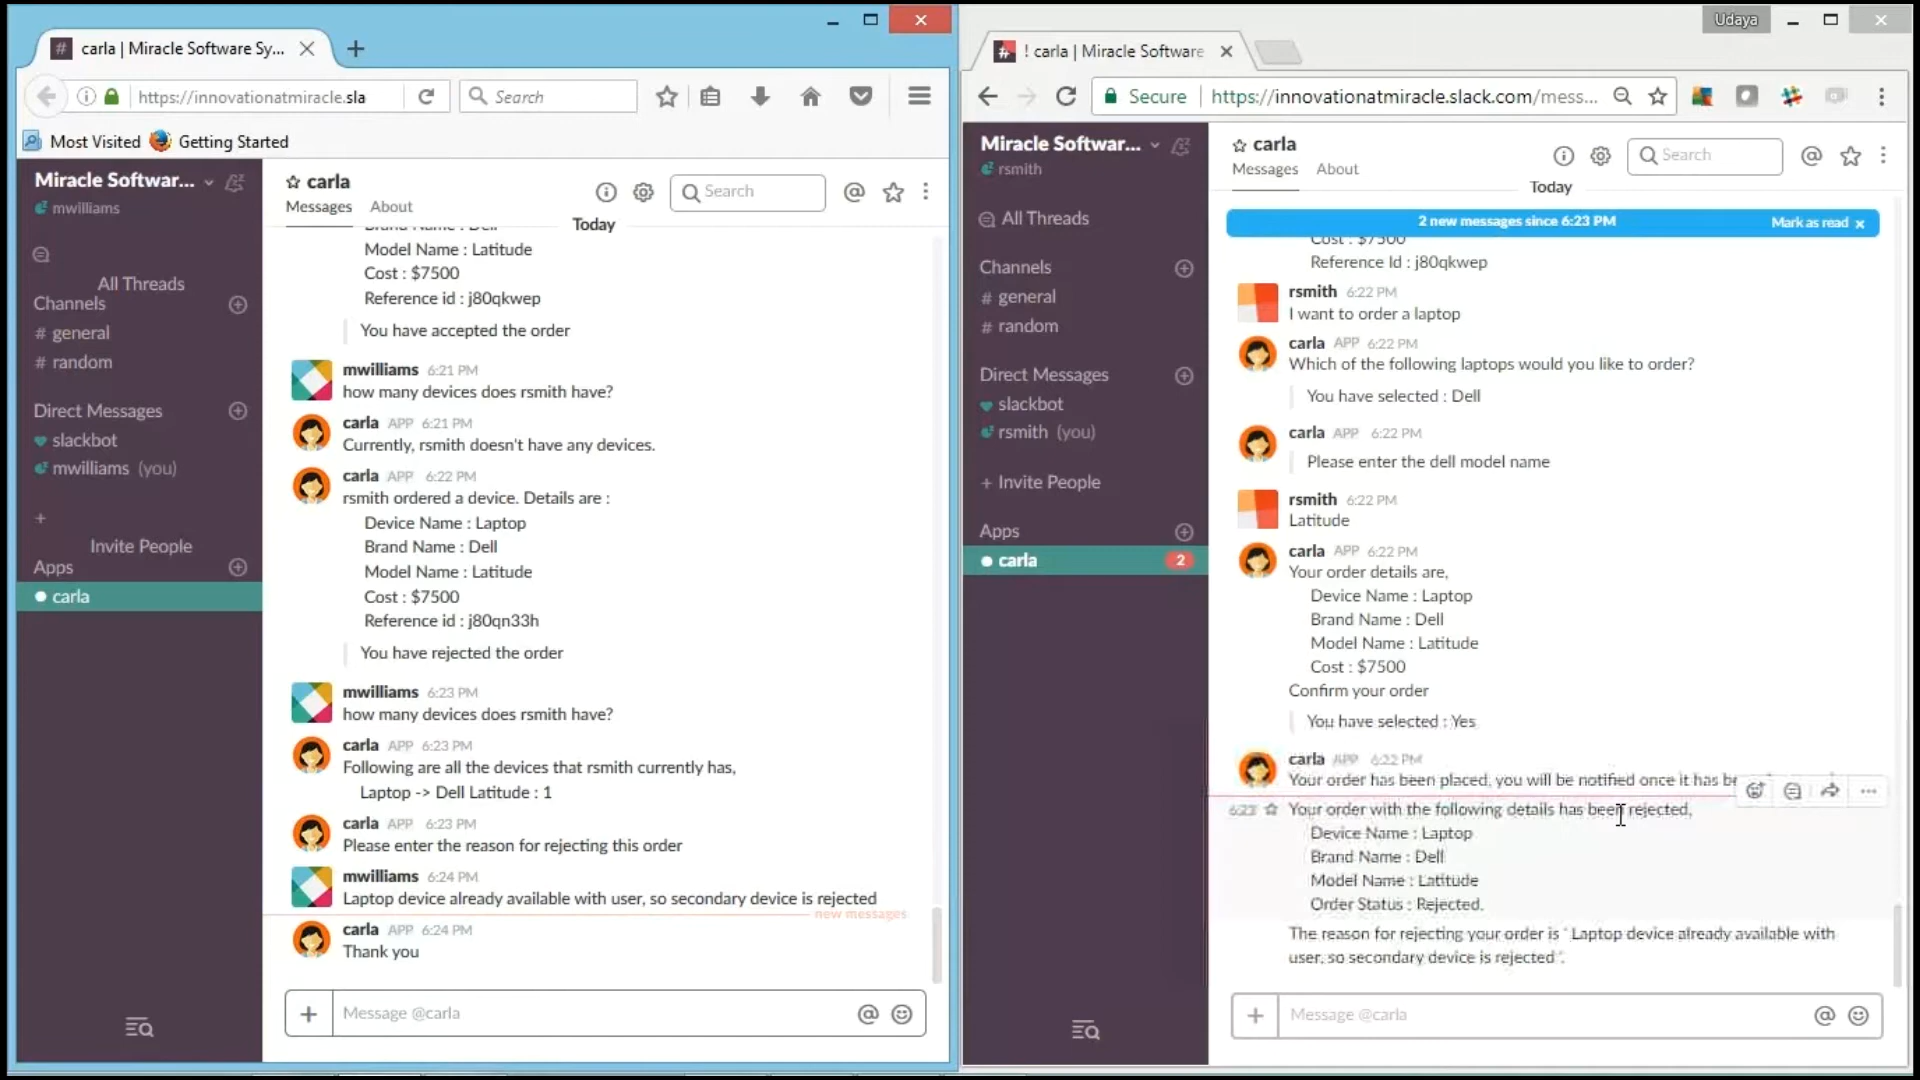 carla | Miracle Software Sy...
https://innovationatmiracle.sla
Search
Most Visited
Getting Started
Miracle Softwar...
mwilliams
All Threads
Channels
# general
# random
Direct Messages
slackbot
mwilliams (you)
+
Invite People
Apps
carla
carla
Messages
About
Search
Today
Brand Name : Dell
Model Name : Latitude
Cost : $7500
Reference id : j80qkwep
You have accepted the order
mwilliams 6:21 PM
how many devices does rsmith have?
carla APP 6:21 PM
Currently, rsmith doesn't have any devices.
carla APP 6:22 PM
rsmith ordered a device. Details are :
Device Name : Laptop
Brand Name : Dell
Model Name : Latitude
Cost : $7500
Reference id : j80qn33h
You have rejected the order
mwilliams 6:23 PM
how many devices does rsmith have?
carla APP 6:23 PM
Following are all the devices that rsmith currently has,
Laptop -> Dell Latitude : 1
carla APP 6:23 PM
Please enter the reason for rejecting this order
mwilliams 6:24 PM
Laptop device already available with user, so secondary device is rejected
new messages
carla APP 6:24 PM
Thank you
Message @carla
Udaya
! carla | Miracle Software
Secure
https://innovationatmiracle.slack.com/mess...
Miracle Softwar...
rsmith
All Threads
Channels
# general
# random
Direct Messages
slackbot
rsmith (you)
+ Invite People
Apps
carla 2
carla
Messages
About
Search
Today
2 new messages since 6:23 PM
Mark as read x
Cost : $7500
Reference Id : j80qkwep
rsmith 6:22 PM
I want to order a laptop
carla APP 6:22 PM
Which of the following laptops would you like to order?
You have selected : Dell
carla APP 6:22 PM
Please enter the dell model name
rsmith 6:22 PM
Latitude
carla APP 6:22 PM
Your order details are,
Device Name : Laptop
Brand Name : Dell
Model Name : Latitude
Cost : $7500
Confirm your order
You have selected : Yes
carla APP 6:22 PM
Your order has been placed, you will be notified once it has
6:23 Your order with the following details has been rejected,
Device Name : Laptop
Brand Name : Dell
Model Name : Latitude
Order Status : Rejected.
The reason for rejecting your order is " Laptop device already available with
user, so secondary device is rejected ".
Message @carla